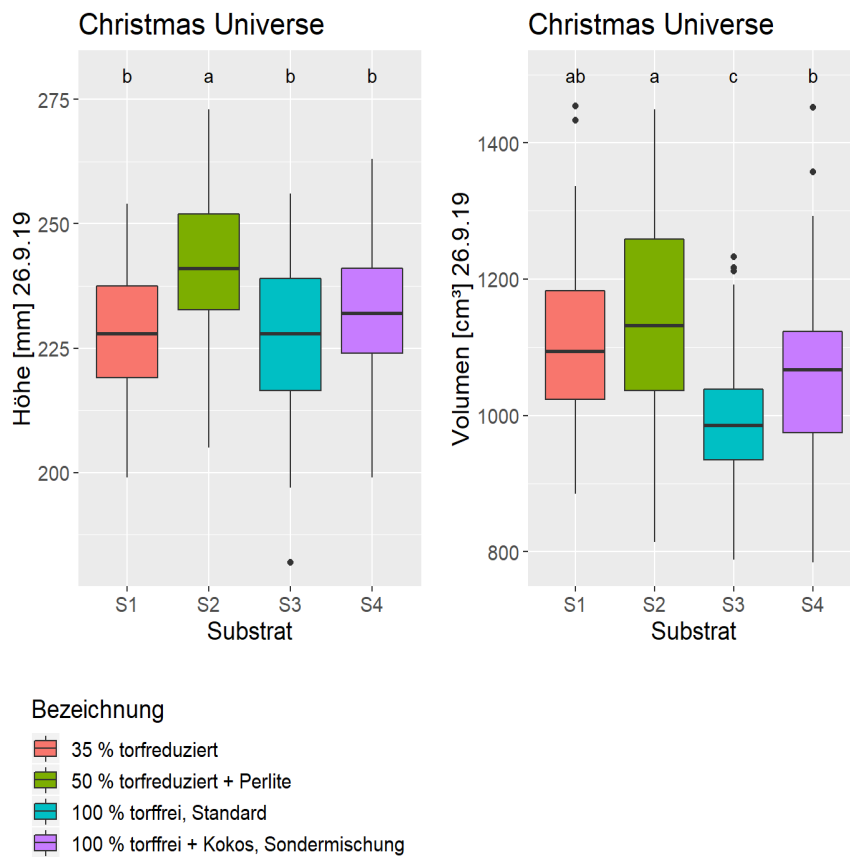 Christmas Universe
b a b b
275
250
225
200
Höhe [mm] 26.9.19
S1 S2 S3 S4
Substrat
Christmas Universe
ab a c b
1400
1200
1000
800
Volumen [cm³] 26.9.19
S1 S2 S3 S4
Substrat
Bezeichnung
35 % torfreduziert
50 % torfreduziert + Perlite
100 % torffrei, Standard
100 % torffrei + Kokos, Sondermischung